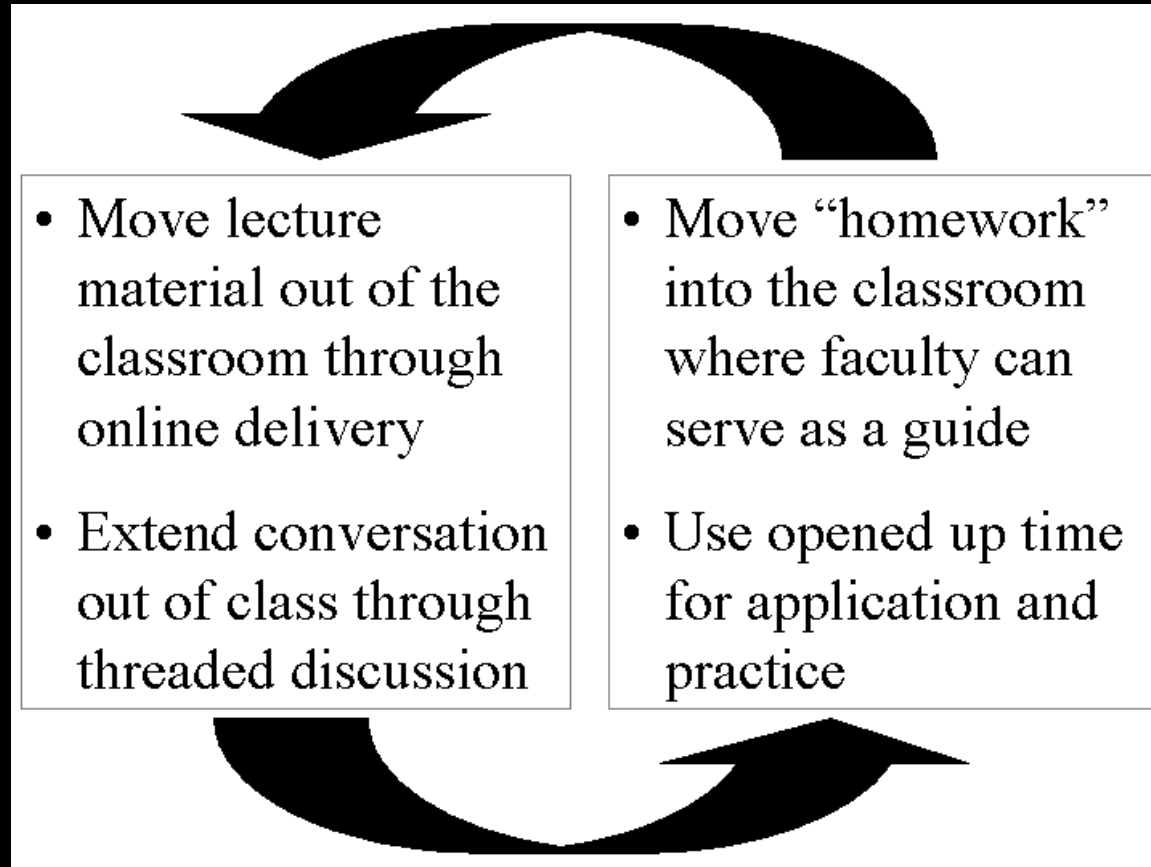 • Move lecture
material out of the
classroom through
online delivery
• Extend conversation
out of class through
threaded discussion
• Move “homework”
into the classroom
where faculty can
serve as a guide
• Use opened up time
for application and
practice